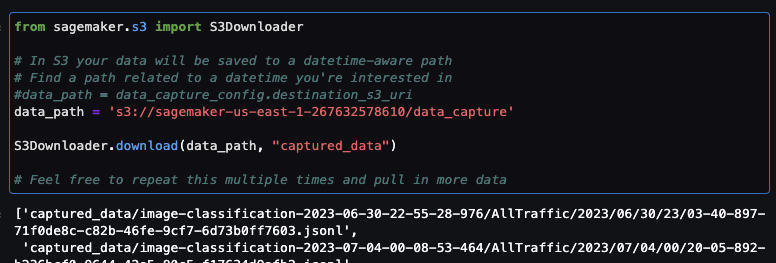 from sagemaker.s3 import S3Downloader
# In S3 your data will be saved to a datetime-aware path
# Find a path related to a datetime you're interested in
#data_path = data_capture_config.destination_s3_uri
data_path = 's3://sagemaker-us-east-1-267632578610/data_capture'
S3Downloader.download(data_path, "captured_data")
# Feel free to repeat this multiple times and pull in more data
['captured_data/image-classification-2023-06-30-22-55-28-976/AllTraffic/2023/06/30/23/03-40-897-
71f0de8c-c82b-46fe-9cf7-6d73b0ff7603.jsonl',
'captured_data/image-classification-2023-07-04-00-08-53-464/AllTraffic/2023/07/04/00/20-05-892-